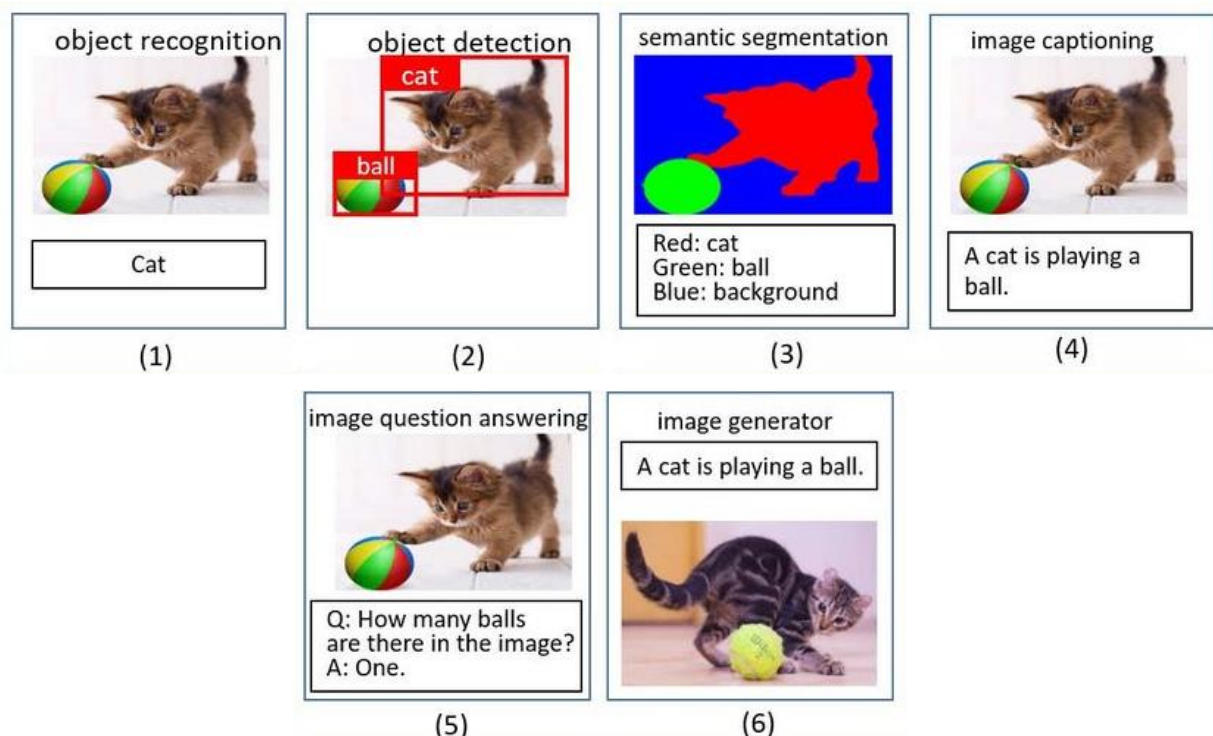 object recognition
Cat
(1)
object detection
cat
ball
(2)
semantic segmentation
Red: cat
Green: ball
Blue: background
(3)
image captioning
A cat is playing a
ball.
(4)
image question answering
Q: How many balls
are there in the image?
A: One.
(5)
image generator
A cat is playing a ball.
Wilson
2
(6)